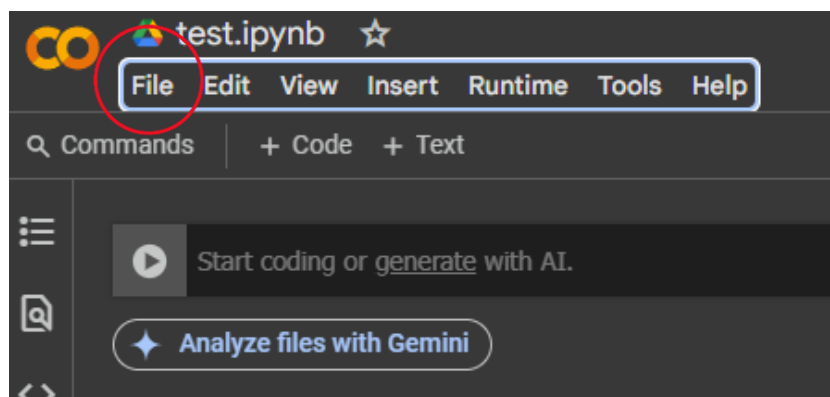 test.ipynb
File Edit View Insert Runtime Tools Help
Commands + Code + Text
Start coding or generate with AI.
Analyze files with Gemini